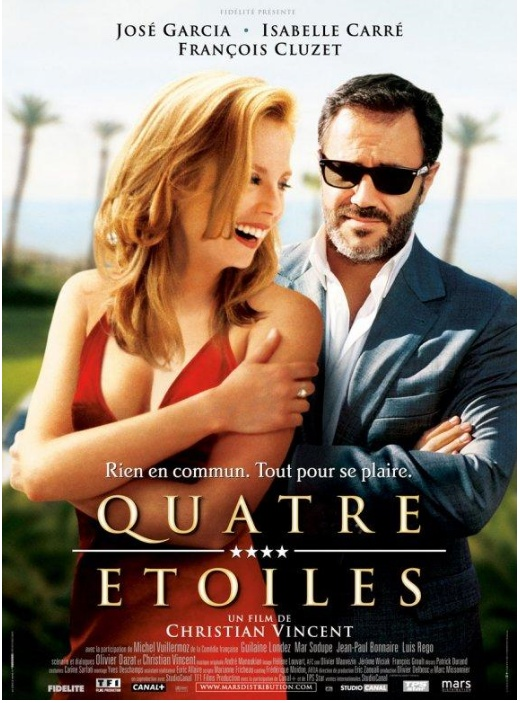 FIDÉLITÉ PRÉSENTE
JOSÉ GARCIA • ISABELLE CARRÉ
FRANÇOIS CLUZET
Rien en commun. Tout pour se plaire.
QUATRE
ETOILES
UN FILM DE
CHRISTIAN VINCENT
avec la participation de Michel Vuillermoz de la Comédie française Guilaine Londez Mar Sodupe Jean-Paul Bonnaire Luis Rego
scénario et dialogues Olivier Dazat et Christian Vincent
FIDELITE TF1 CANAL+ WWW.MARSDISTRIBUTION.COM STUDIO CANAL mars